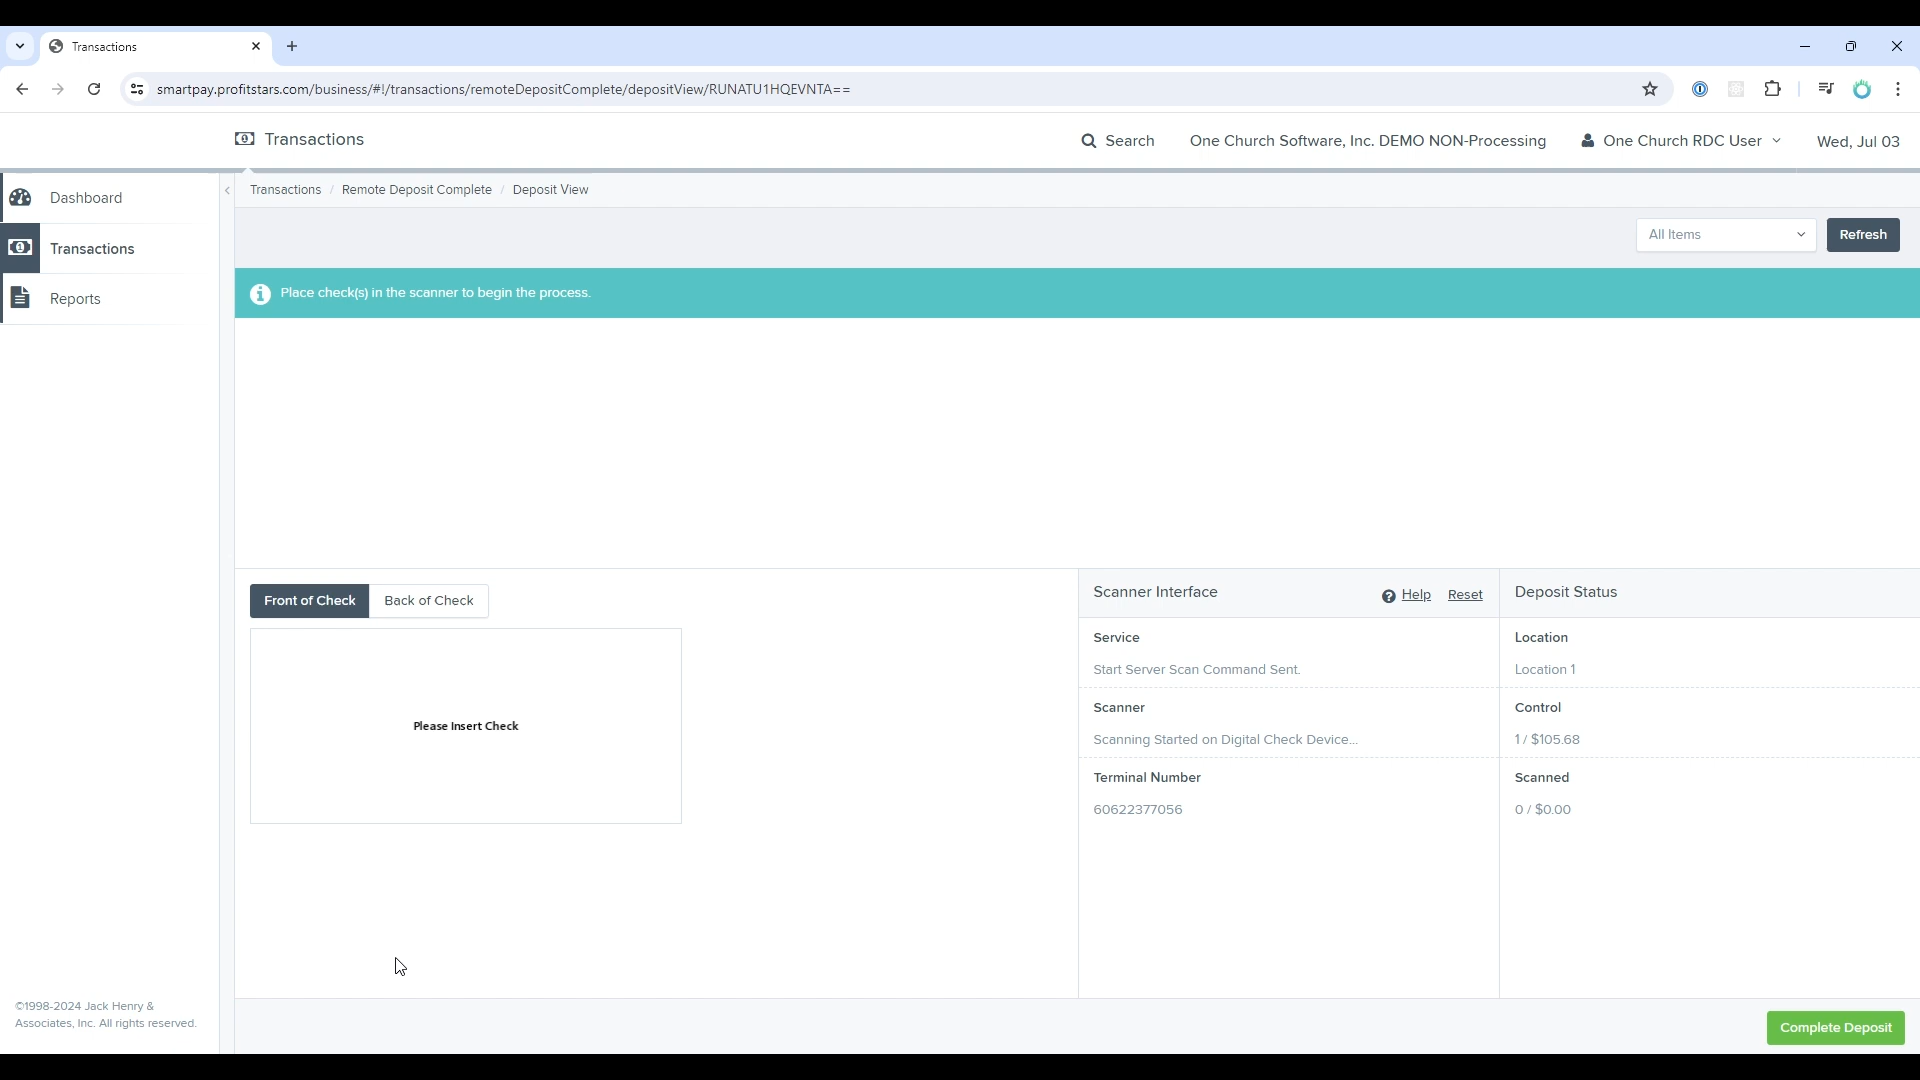 Transactions
smartpay.profitstars.com/business/#!/transactions/remoteDepositComplete/depositView/RUNATU1HQEVNTA==
Transactions
Search
One Church Software, Inc. DEMO NON-Processing
One Church RDC User
Wed, Jul 03
Dashboard
Transactions
Reports
Transactions / Remote Deposit Complete / Deposit View
All Items
Refresh
Place check(s) in the scanner to begin the process.
Front of Check
Back of Check
Please Insert Check
Scanner Interface
Help
Reset
Service
Start Server Scan Command Sent.
Scanner
Scanning Started on Digital Check Device...
Terminal Number
60622377056
Deposit Status
Location
Location 1
Control
1 / $105.68
Scanned
0 / $0.00
©1998-2024 Jack Henry &
Associates, Inc. All rights reserved.
Complete Deposit